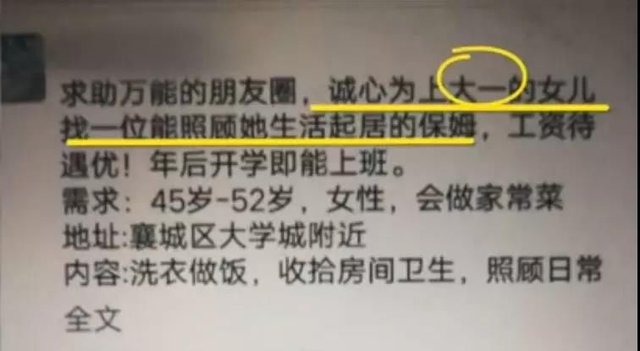 求助万能的朋友圈，诚心为上大一的女儿
找一位能照顾她生活起居的保姆，工资待
遇优！年后开学即能上班。
需求：45岁-52岁，女性，会做家常菜
地址:襄城区大学城附近
内容:洗衣做饭，收拾房间卫生，照顾日常
全文